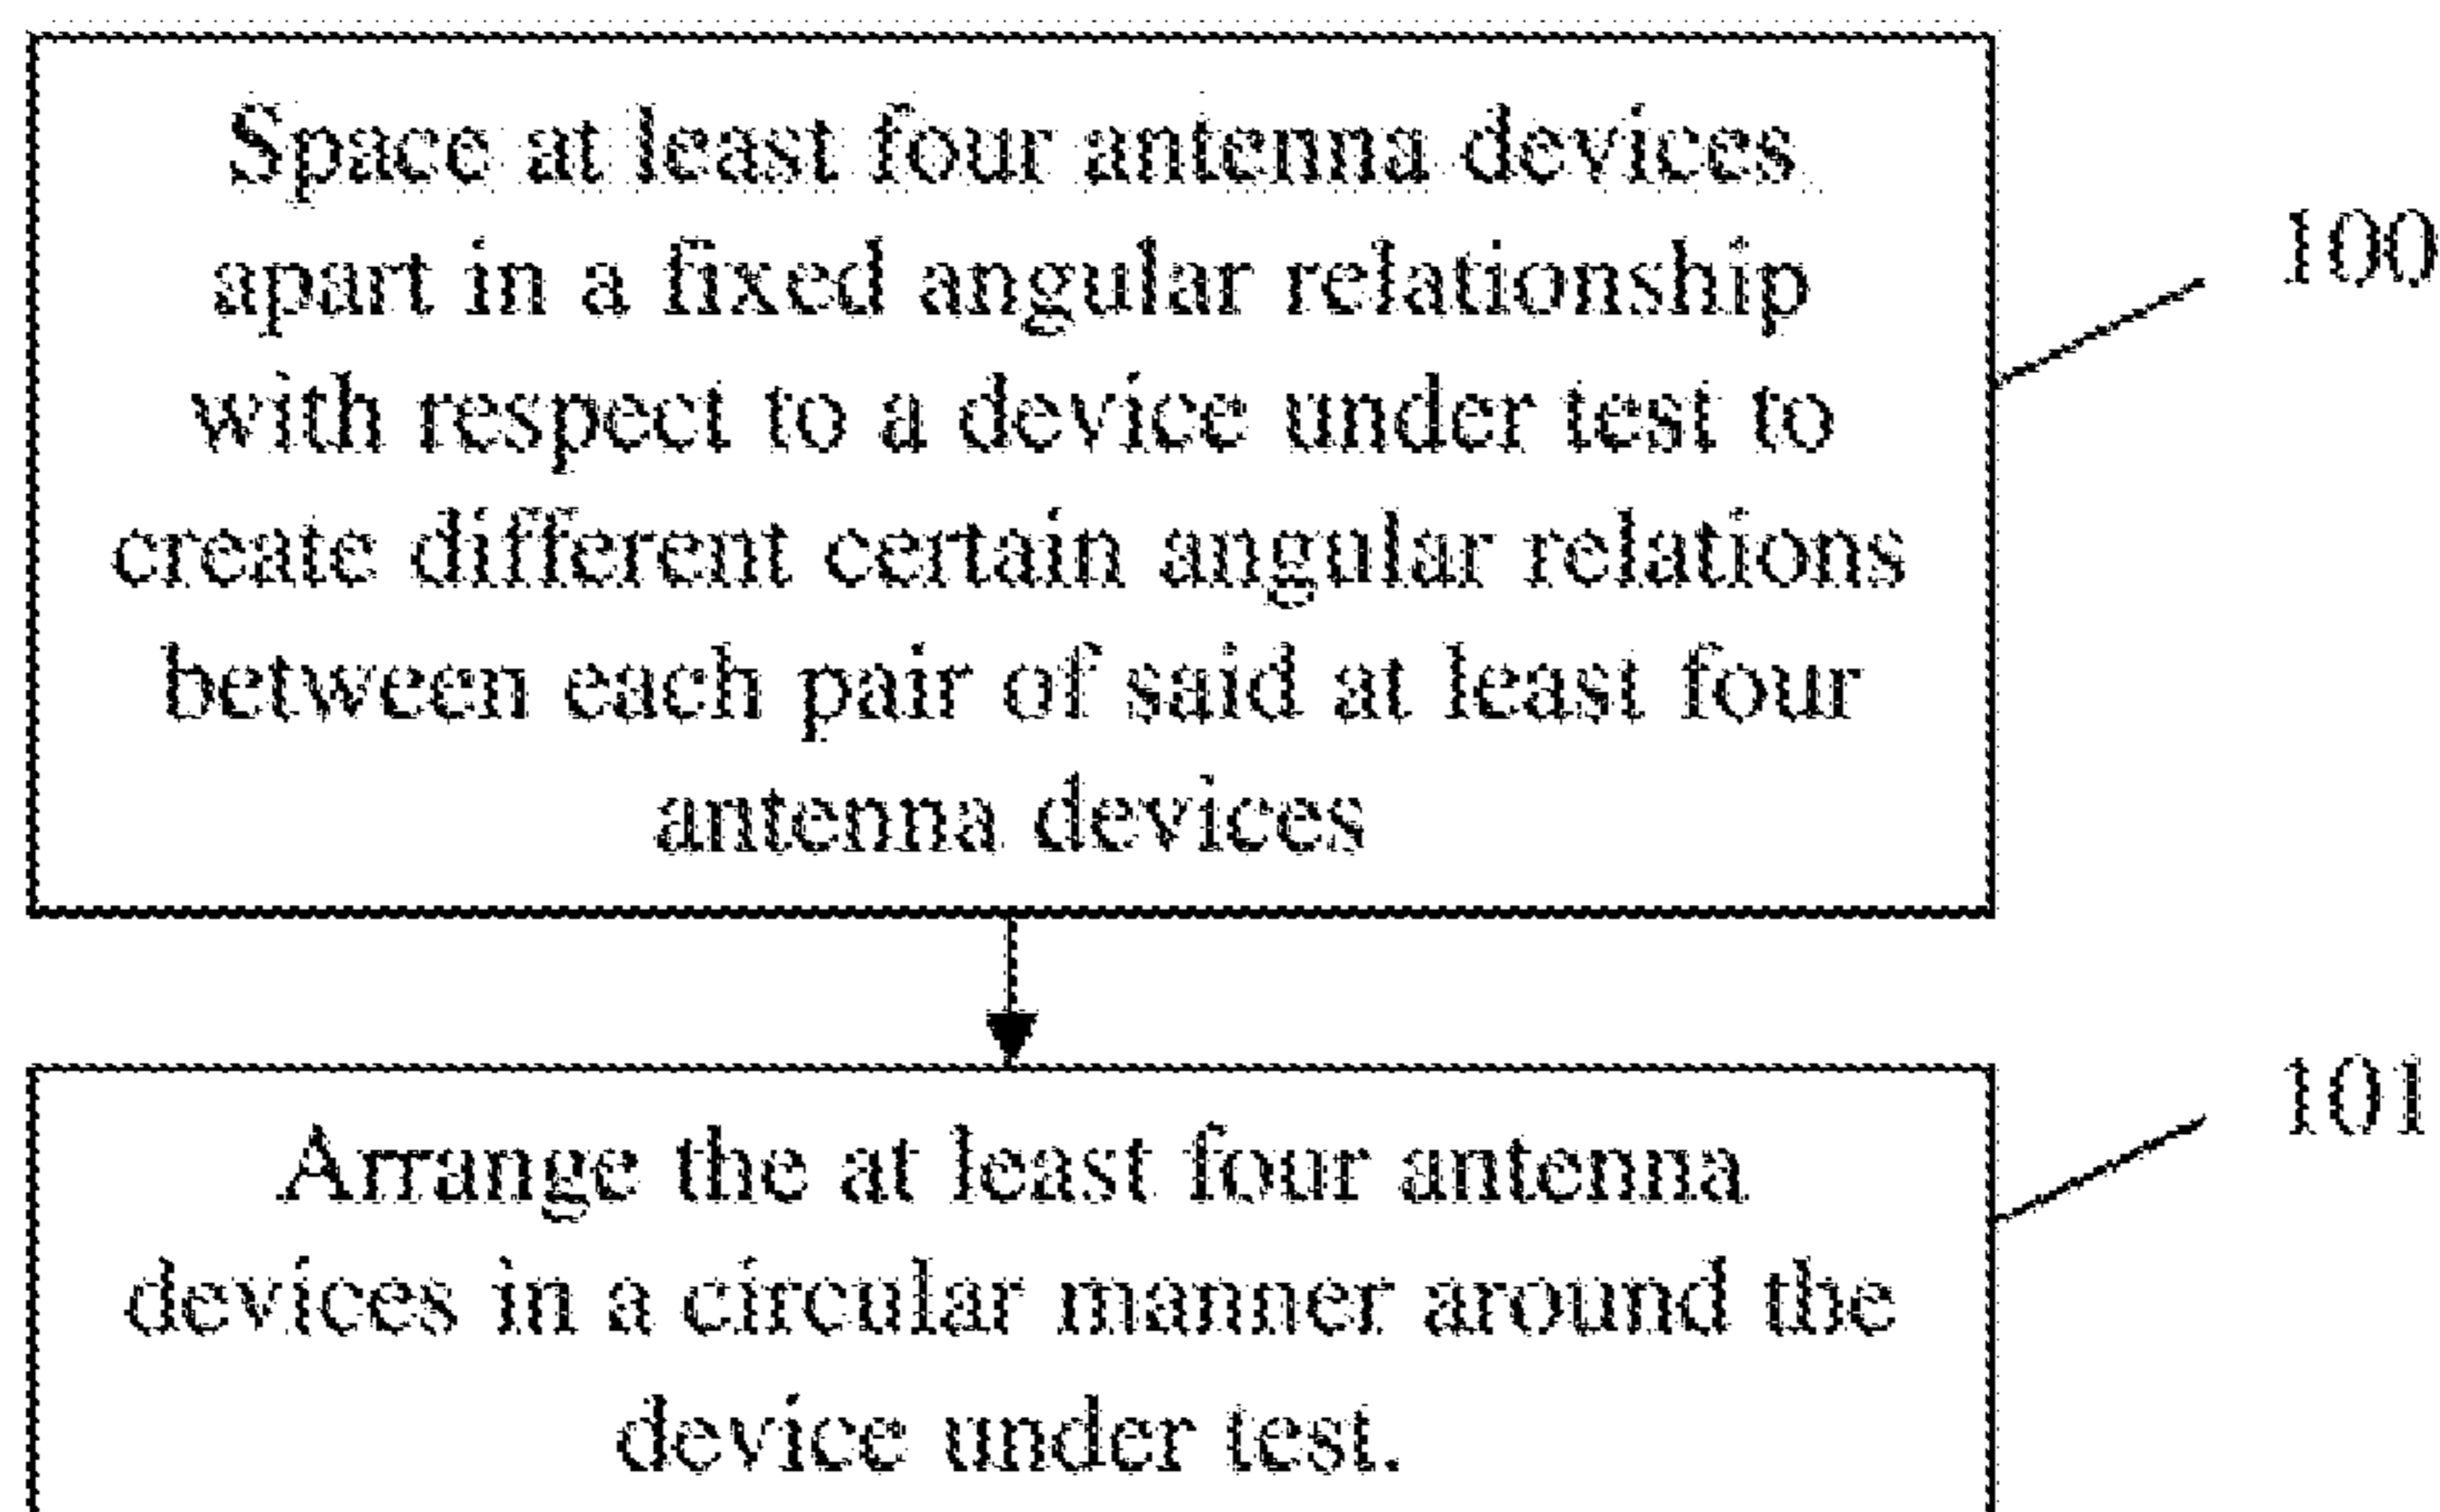 Space at least four antenna devices
apart in a fixed angular relationship
with respect to a device under test to
create different certain angular relations
between each pair of said at least four
antenna devices
100
Arrange the at least four antenna
devices in a circular manner around the
device under test.
101